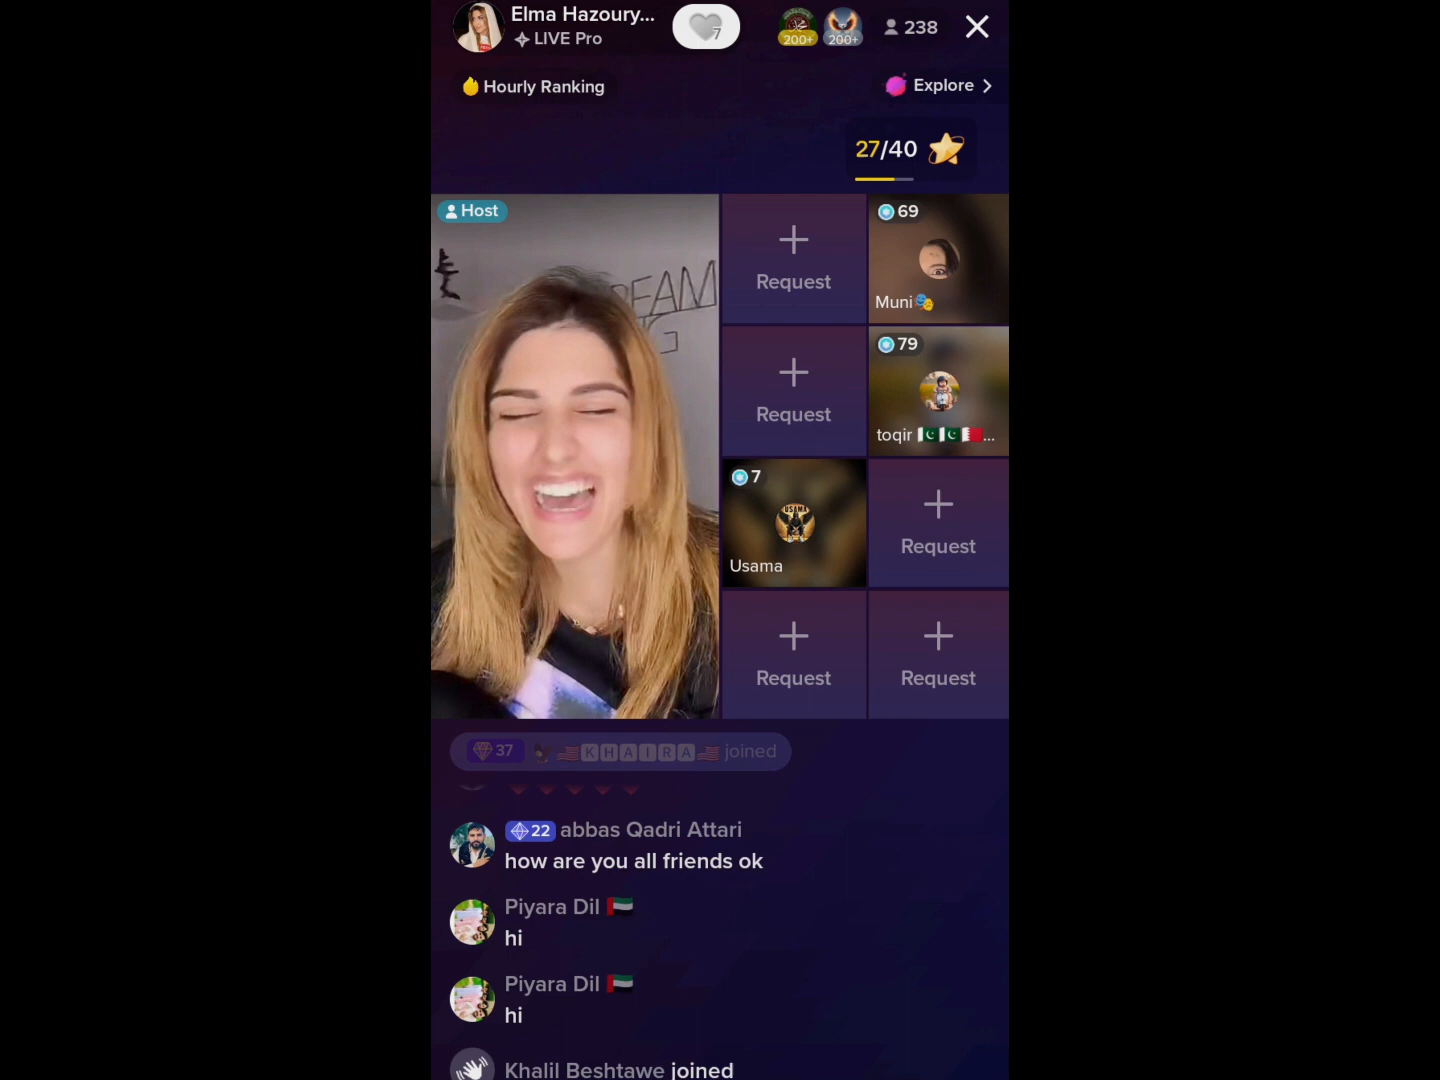 Elma Hazoury...
LIVE Pro
7
200+
200+
238
Hourly Ranking
Explore
27/40
Host
REAM
Request
69
Muni
Request
79
toqir 🇵🇰🇵🇰🇧🇭...
7
USAMA
Usama
Request
Request
Request
37 🇺🇸KHAIRA🇺🇸 joined
22 abbas Qadri Attari
how are you all friends ok
Piyara Dil 🇦🇪
hi
Piyara Dil 🇦🇪
hi
Khalil Beshtawe joined